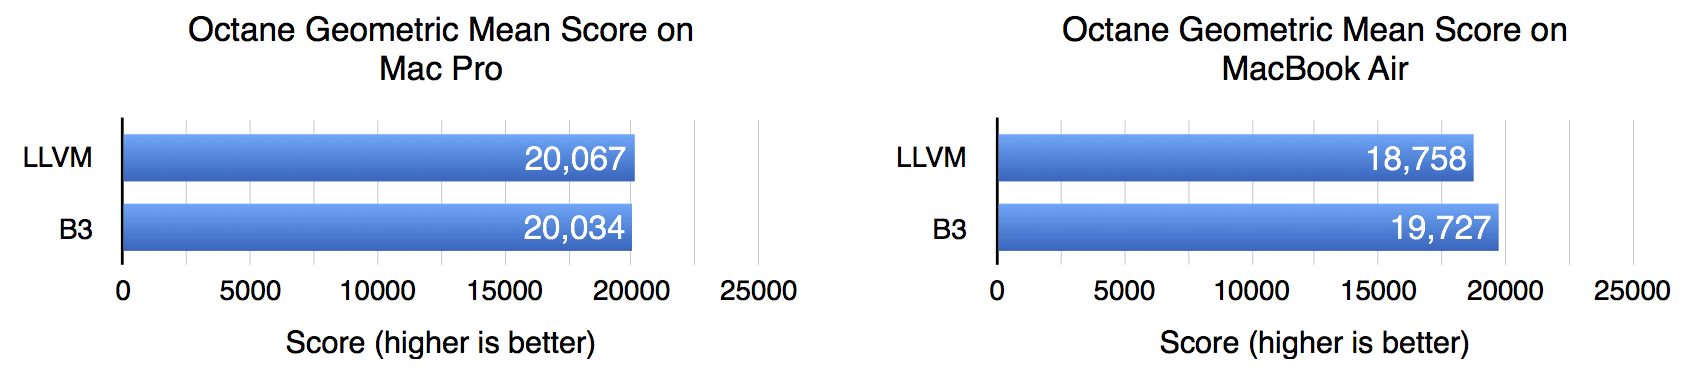 Octane Geometric Mean Score on
Mac Pro
LLVM
20,067
B3
20,034
0 5000 10000 15000 20000 25000
Score (higher is better)
Octane Geometric Mean Score on
MacBook Air
LLVM
18,758
B3
19,727
0 5000 10000 15000 20000 25000
Score (higher is better)